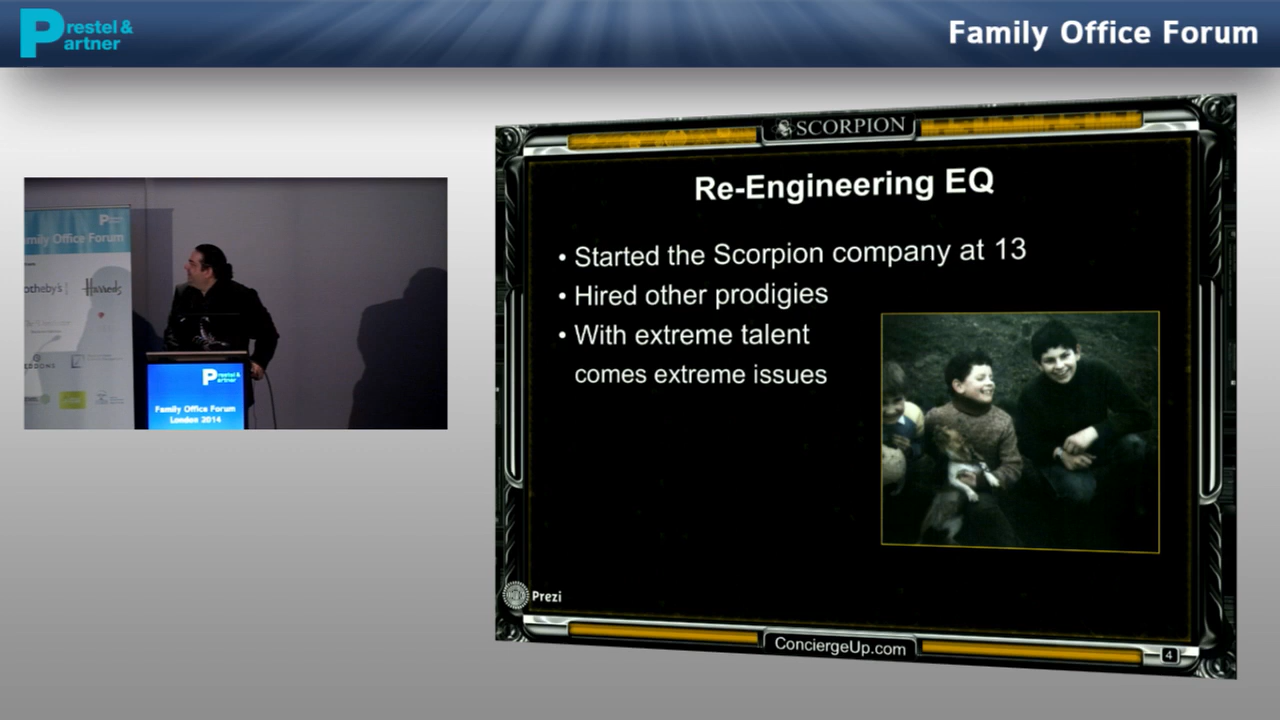 Prestel &
Partner
Family Office Forum
SCORPION
Re-Engineering EQ
• Started the Scorpion company at 13
• Hired other prodigies
• With extreme talent
comes extreme issues
Prezi
ConciergeUp.com
4
mily Office Forum
otheby's
Harrods
Prestel &
Partner
Family Office Forum
London 2014